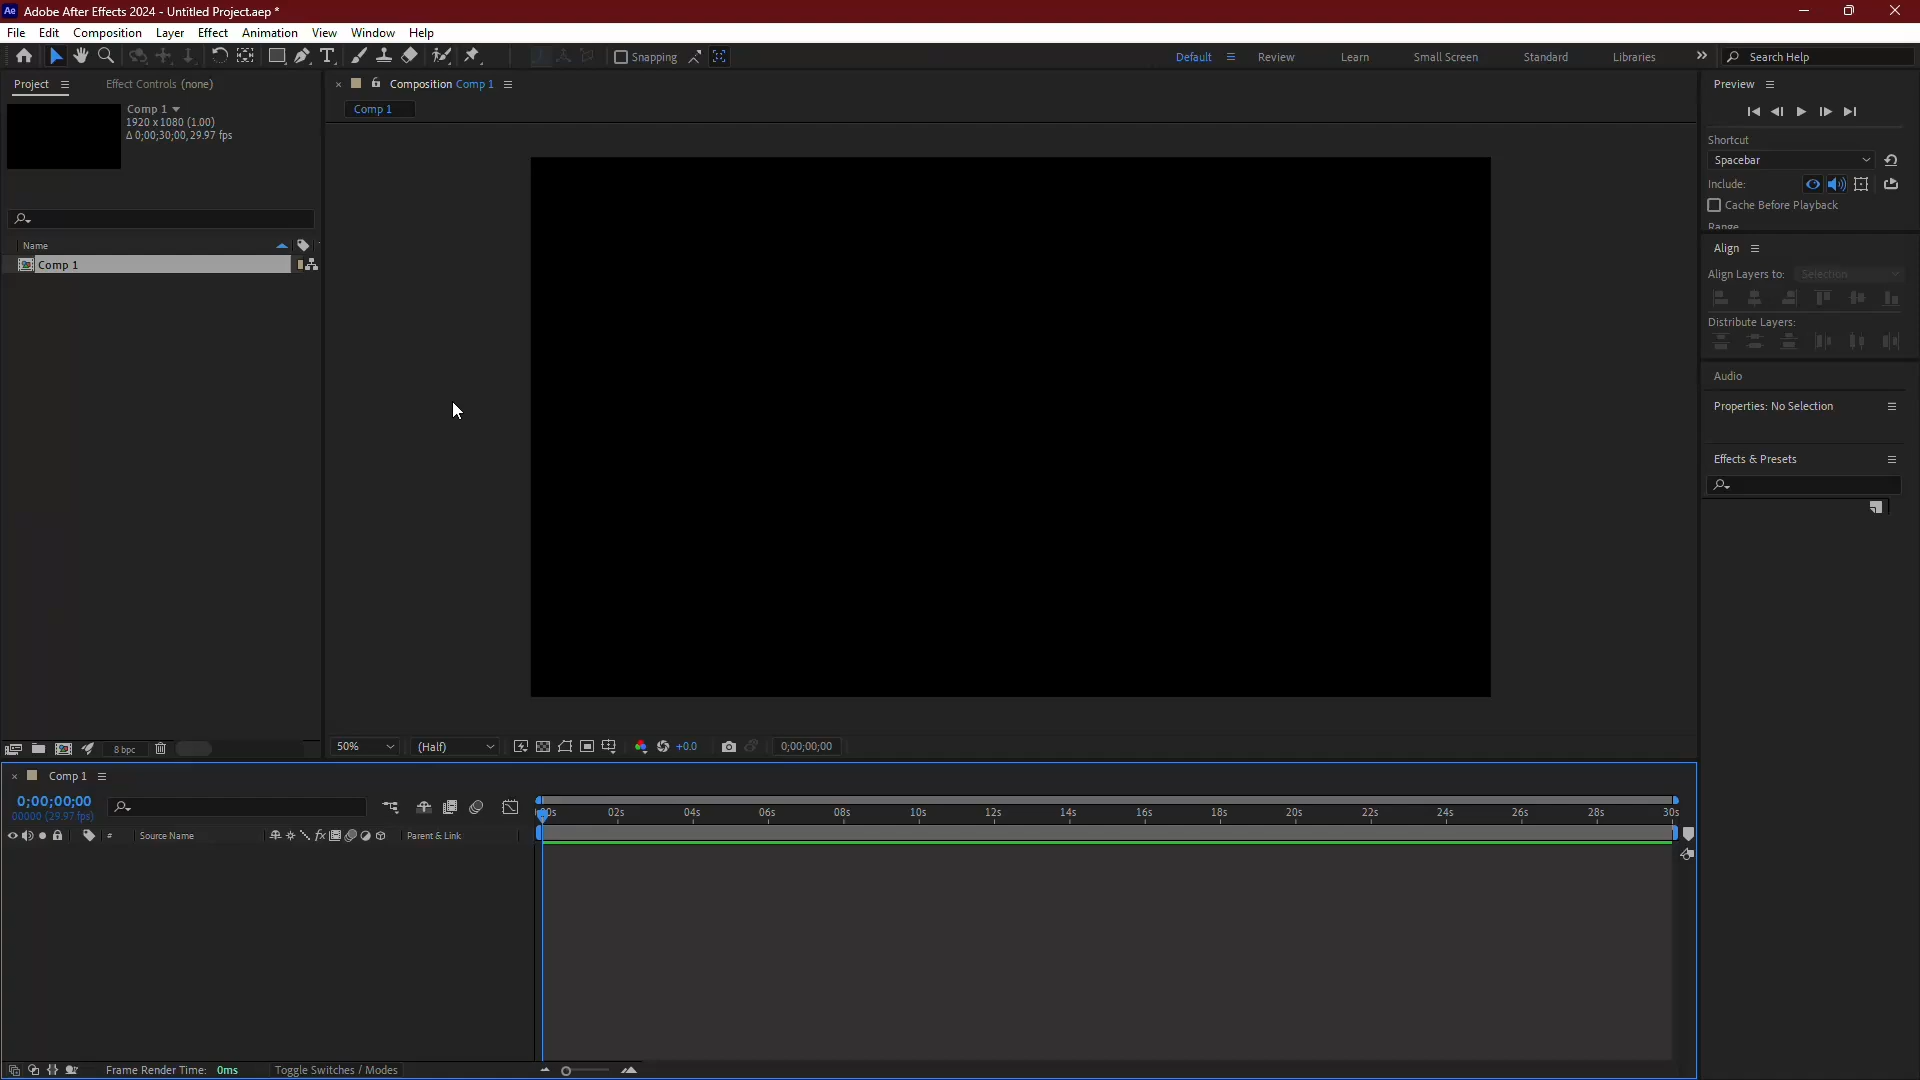 Ae Adobe After Effects 2024 - Untitled Project.aep *
File Edit Composition Layer Effect Animation View Window Help
Snapping Default Review Learn Small Screen Standard Libraries Search Help
Project Effect Controls (none)
Comp 1
1920 x 1080 (1.00)
Δ 0;00;30;00, 29.97 fps
Name
Comp 1
8 bpc
Composition Comp 1
Comp 1
50% (Half) +0.0 0;00;00;00
Preview
Shortcut
Spacebar
Include:
Cache Before Playback
Range
Align
Align Layers to: Selection
Distribute Layers:
Audio
Properties: No Selection
Effects & Presets
Comp 1
0;00;00;00
00000 (29.97 fps)
# Source Name fx Parent & Link
:00s 02s 04s 06s 08s 10s 12s 14s 16s 18s 20s 22s 24s 26s 28s 30s
Frame Render Time: 0ms Toggle Switches / Modes